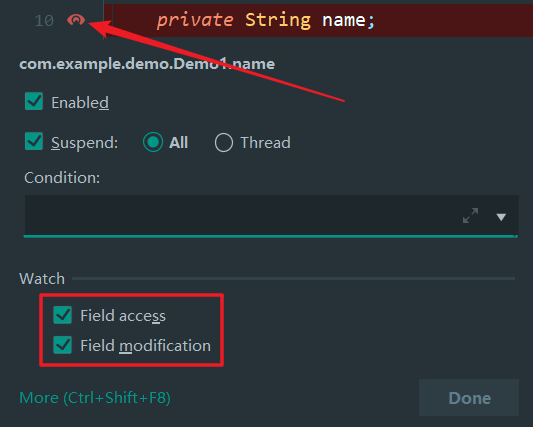 10 private String name;
com.example.demo.Demo1.name
Enabled
Suspend: All Thread
Condition:
Watch
Field access
Field modification
More (Ctrl+Shift+F8) Done